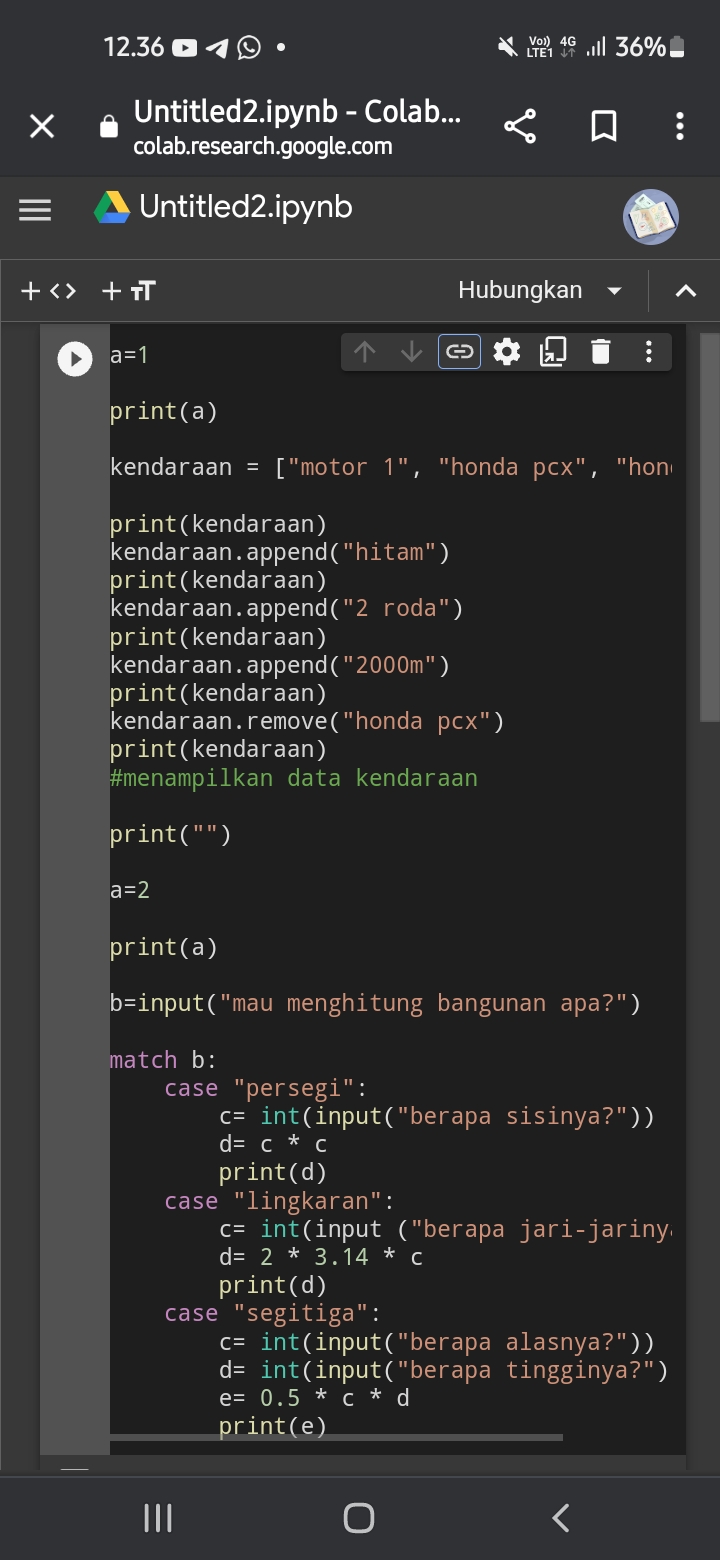 12.36
Vo)) 4G
LTE1
36%
Untitled2.ipynb - Colab...
colab.research.google.com
Untitled2.ipynb
+ <> + TT Hubungkan
a=1
print(a)
kendaraan = ["motor 1", "honda pcx", "hon
print(kendaraan)
kendaraan.append("hitam")
print(kendaraan)
kendaraan.append("2 roda")
print(kendaraan)
kendaraan.append("2000m")
print(kendaraan)
kendaraan.remove("honda pcx")
print(kendaraan)
#menampilkan data kendaraan
print("")
a=2
print(a)
b=input("mau menghitung bangunan apa?")
match b:
    case "persegi":
        c= int(input("berapa sisinya?"))
        d= c * c
        print(d)
    case "lingkaran":
        c= int(input ("berapa jari-jariny
        d= 2 * 3.14 * c
        print(d)
    case "segitiga":
        c= int(input("berapa alasnya?"))
        d= int(input("berapa tingginya?")
        e= 0.5 * c * d
        print(e)